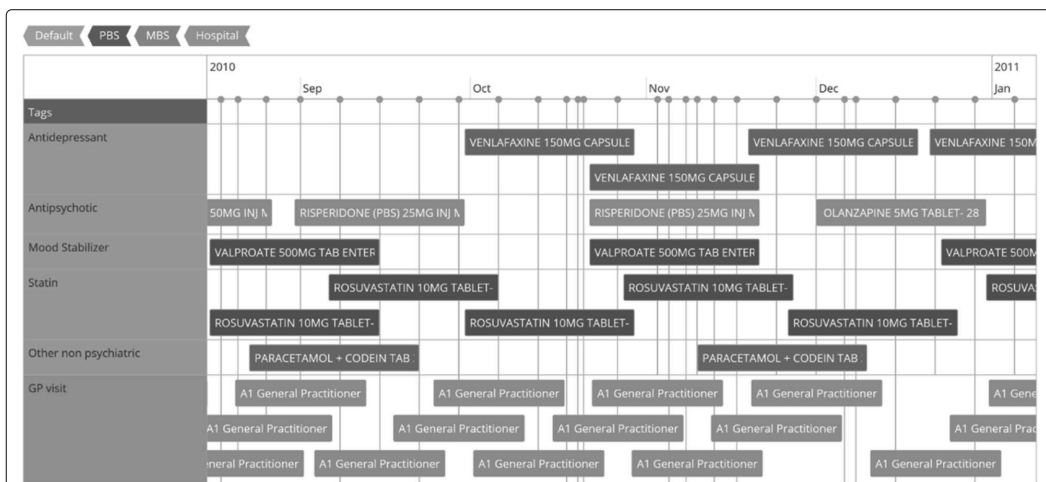 Default PBS MBS Hospital
2010 2011
Sep Oct Nov Dec Jan
Tags
Antidepressant
VENLAFAXINE 150MG CAPSULE VENLAFAXINE 150MG CAPSULE VENLAFAXINE 150M
VENLAFAXINE 150MG CAPSULE
Antipsychotic
50MG INJ RISPERIDONE (PBS) 25MG INJ RISPERIDONE (PBS) 25MG INJ OLANZAPINE 5MG TABLET- 28
Mood Stabilizer
VALPROATE 500MG TAB ENTER VALPROATE 500MG TAB ENTER VALPROATE 500M
Statin
ROSUVASTATIN 10MG TABLET- ROSUVASTATIN 10MG TABLET- ROSUVAS
ROSUVASTATIN 10MG TABLET- ROSUVASTATIN 10MG TABLET- ROSUVASTATIN 10MG TABLET-
Other non psychiatric
PARACETAMOL + CODEIN TAB PARACETAMOL + CODEIN TAB
GP visit
A1 General Practitioner A1 General Practitioner A1 General Practitioner A1 General Practitioner A1 Gene
A1 General Practitioner A1 General Practitioner A1 General Practitioner A1 General Practitioner A1 General Prac
neral Practitioner A1 General Practitioner A1 General Practitioner A1 General Practitioner A1 General Practitioner